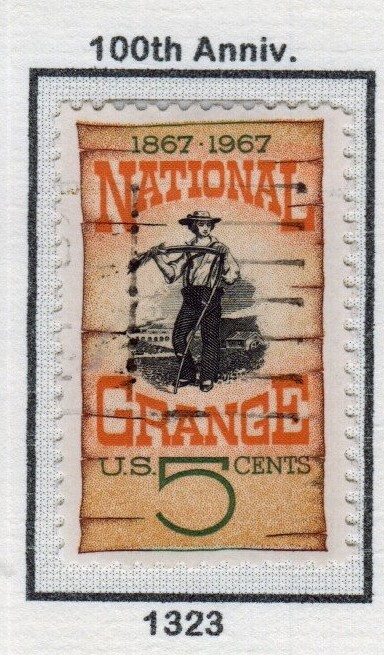 100th Anniv.
1867 · 1967
NATIONAL
GRANGE
U.S. 5 CENTS
1323